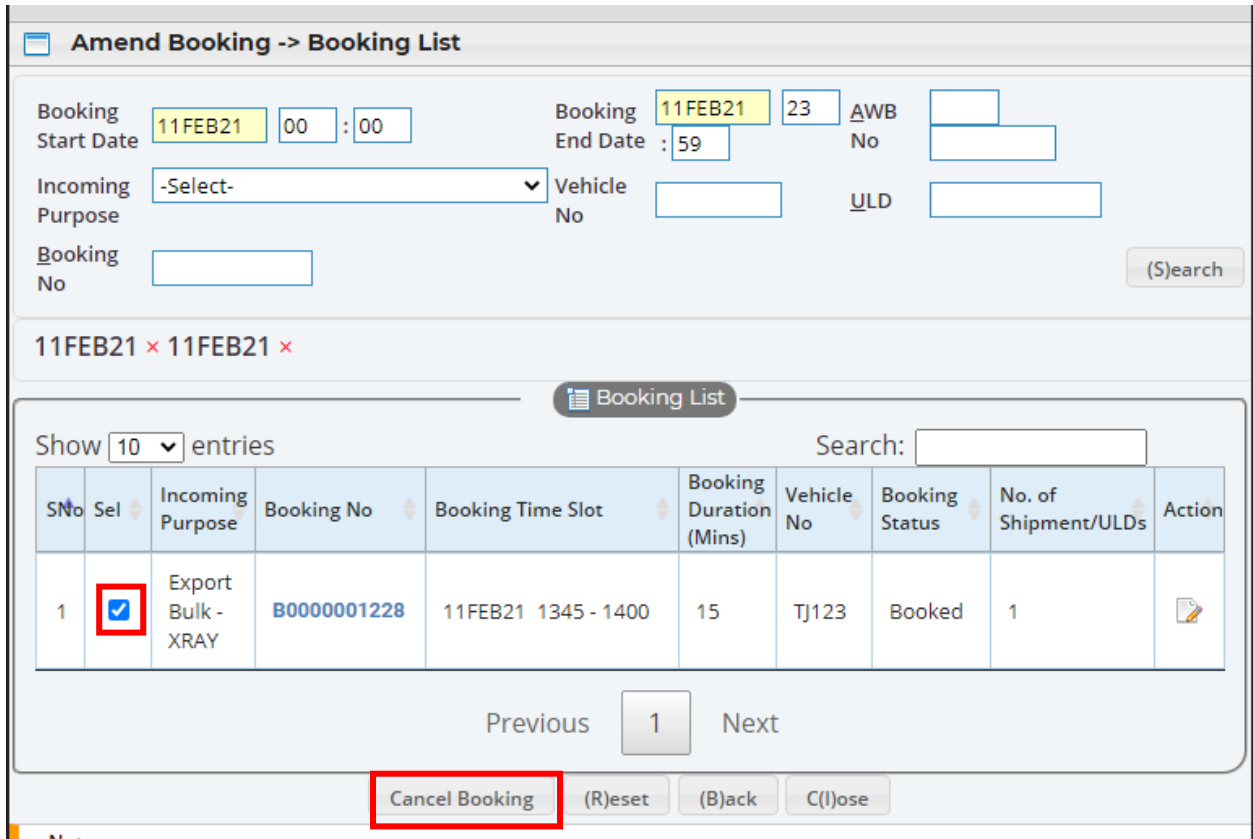 Amend Booking -> Booking List
Booking Start Date 11FEB21 00 : 00 Booking End Date 11FEB21 23 : 59 AWB No
Incoming Purpose -Select- Vehicle No ULD
Booking No
(S)earch
11FEB21 × 11FEB21 ×
Booking List
Show 10 entries Search:
SNo Sel Incoming Purpose Booking No Booking Time Slot Booking Duration (Mins) Vehicle No Booking Status No. of Shipment/ULDs Action
1 Export Bulk - XRAY B0000001228 11FEB21 1345 - 1400 15 TJ123 Booked 1
Previous 1 Next
Cancel Booking (R)eset (B)ack C(l)ose